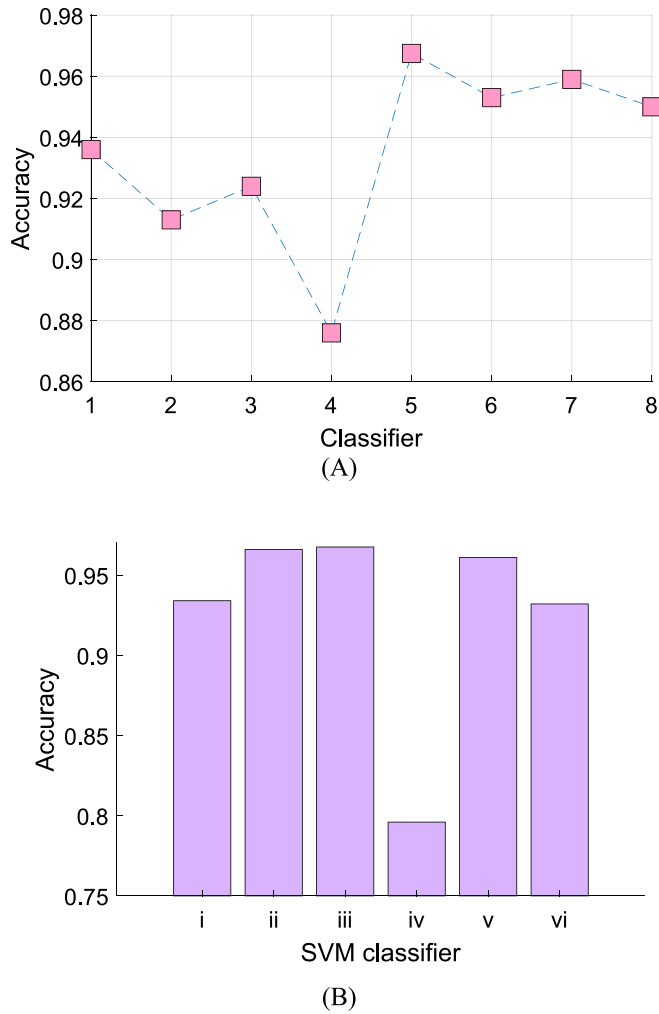 0.98
0.96
0.94
0.92
0.9
0.88
0.86
Accuracy
1 2 3 4 5 6 7 8
Classifier
(A)
0.95
0.9
0.85
0.8
0.75
Accuracy
i ii iii iv v vi
SVM classifier
(B)